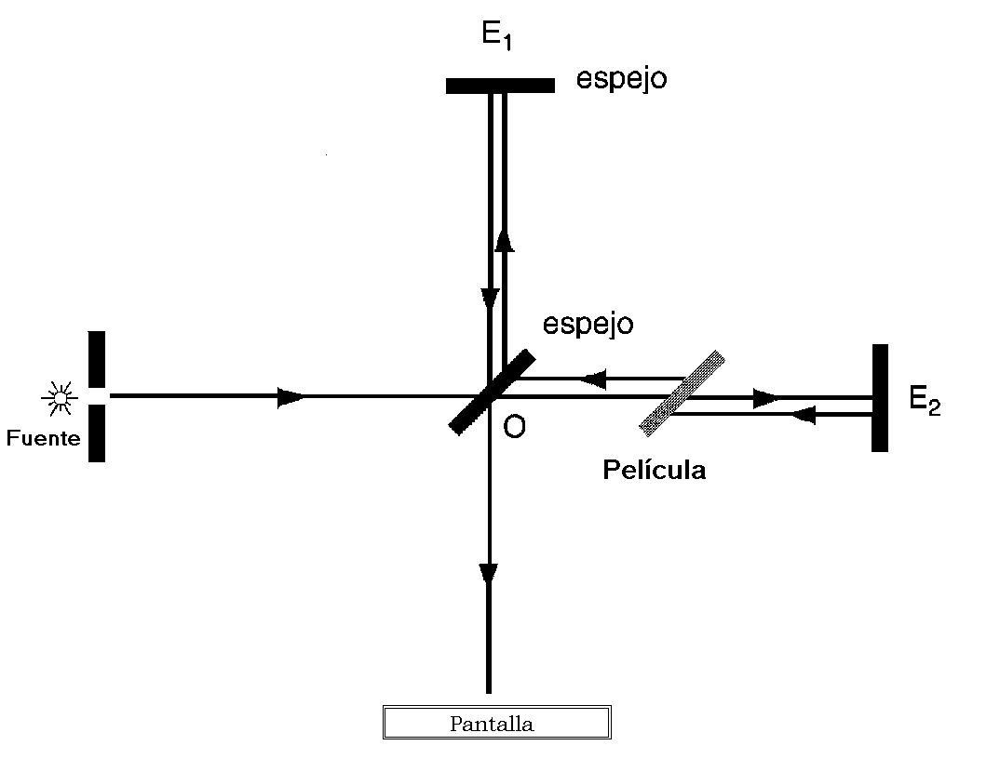 E₁
espejo
espejo
Fuente
O
E₂
Película
Pantalla